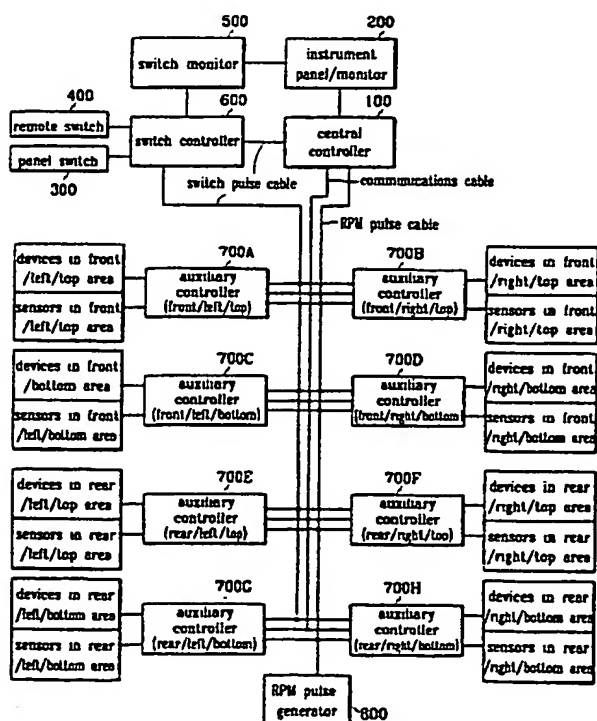 500
200
switch monitor
instrument
panel/monitor
400
600
100
remote switch
switch controller
central
controller
panel switch
300
switch pulse cable
communications cable
RPM pulse cable
devices in front
/left/top area
sensors in front
/left/top area
700A
auxiliary
controller
(front/left/top)
700B
auxiliary
controller
(front/right/top)
devices in front
/right/top area
sensors in front
/right/top area
devices in front
/bottom area
sensors in front
/left/bottom area
700C
auxiliary
controller
(front/left/bottom)
700D
auxiliary
controller
(front/right/bottom
devices in front
/right/bottom area
sensors in front
/right/bottom area
devices in rear
/left/top area
sensors in rear
/left/top area
700E
auxiliary
controller
(rear/left/top)
700F
auxiliary
controller
(rear/right/top)
devices in rear
/right/top area
sensors in rear
/right/top area
devices in rear
/left/bottom area
sensors in rear
/left/bottom area
700G
auxiliary
controller
(rear/left/bottom)
700H
auxiliary
controller
(rear/right/bottom)
devices in rear
/right/bottom area
sensors in rear
/right/bottom area
RPM pulse
generator
800